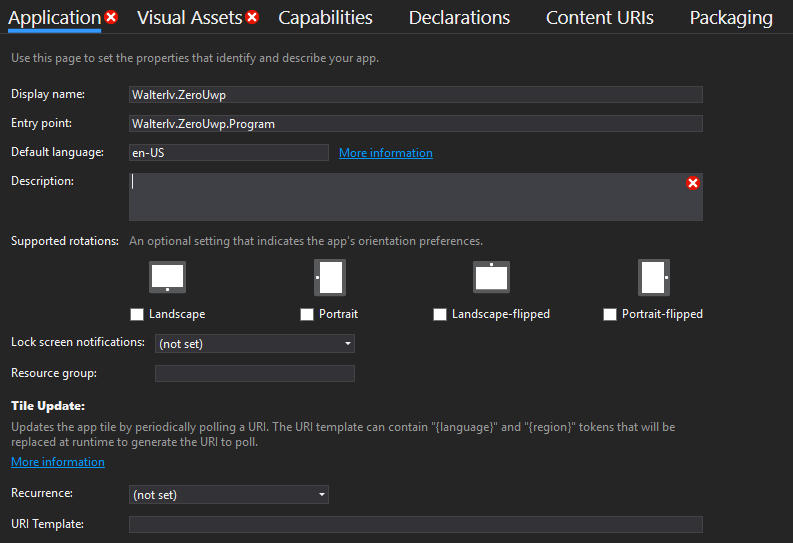 Application Visual Assets Capabilities Declarations Content URIs Packaging
Use this page to set the properties that identify and describe your app.
Display name: Walterlv.ZeroUwp
Entry point: Walterlv.ZeroUwp.Program
Default language: en-US More information
Description:
Supported rotations: An optional setting that indicates the app's orientation preferences.
Landscape Portrait Landscape-flipped Portrait-flipped
Lock screen notifications: (not set)
Resource group:
Tile Update:
Updates the app tile by periodically polling a URI. The URI template can contain "{language}" and "{region}" tokens that will be
replaced at runtime to generate the URI to poll.
More information
Recurrence: (not set)
URI Template: